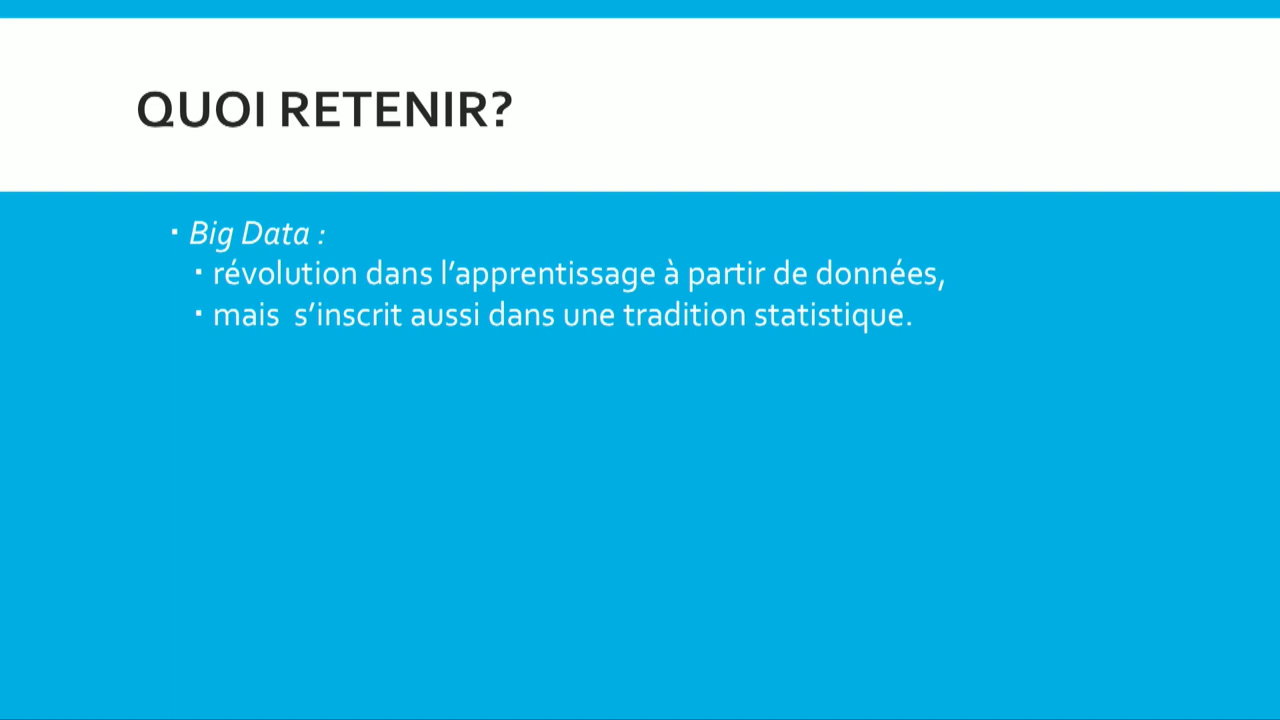 QUOI RETENIR?
▪ Big Data :
▪ révolution dans l’apprentissage à partir de données,
▪ mais  s’inscrit aussi dans une tradition statistique.